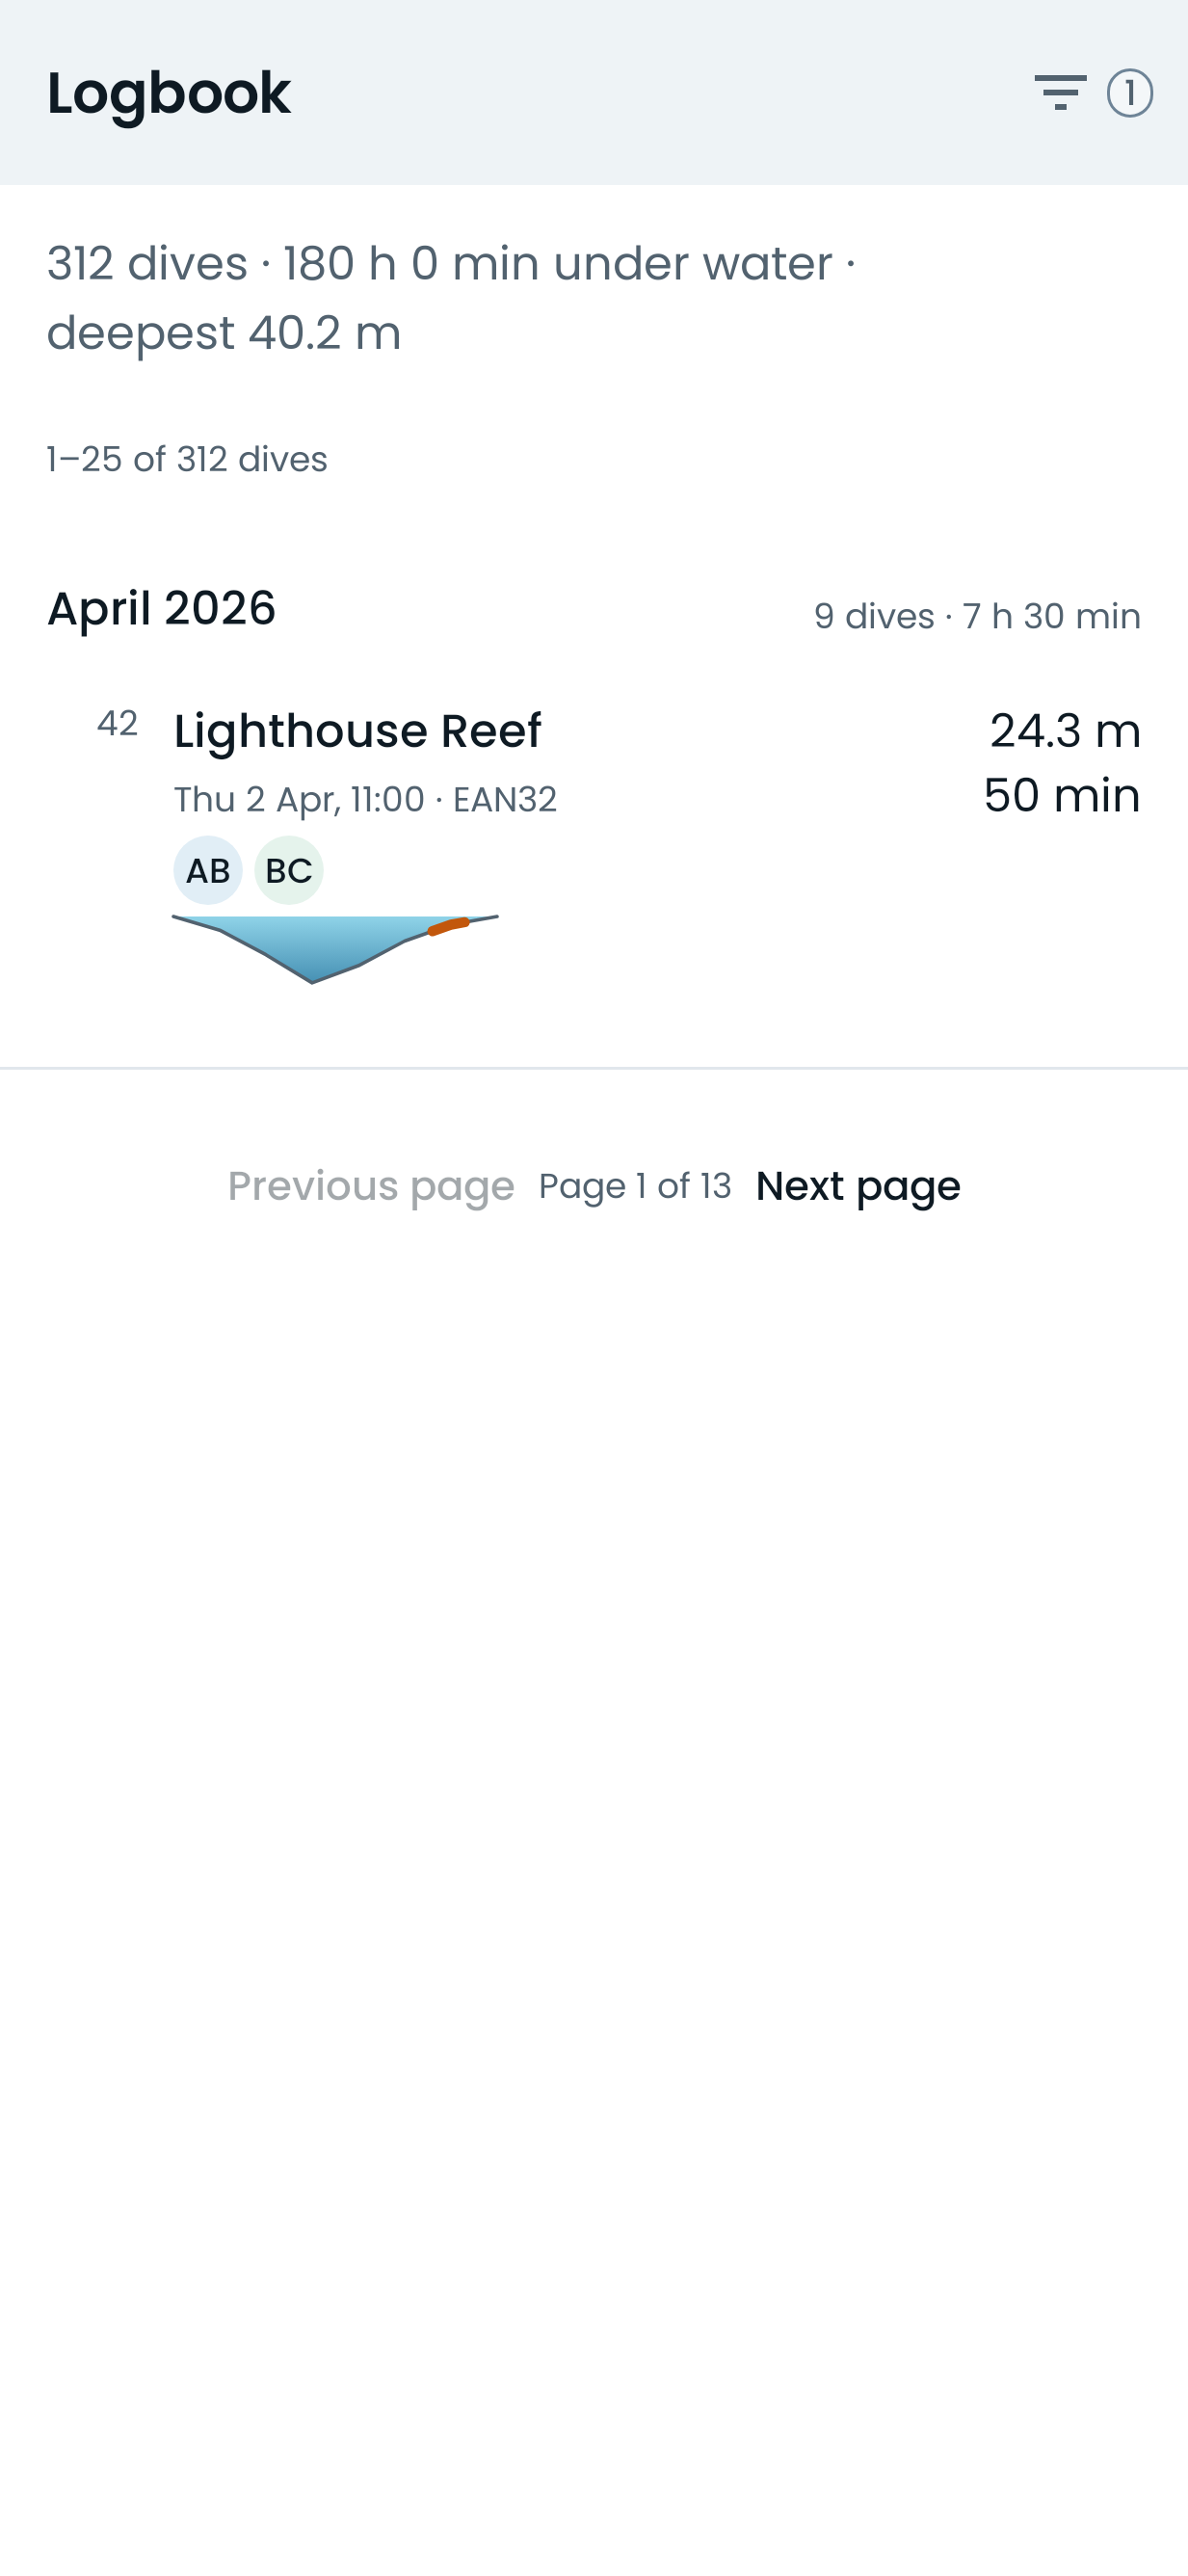 Logbook
1
312 dives · 180 h 0 min under water ·
deepest 40.2 m
1–25 of 312 dives
April 2026
9 dives · 7 h 30 min
42
Lighthouse Reef
24.3 m
Thu 2 Apr, 11:00 · EAN32
50 min
AB BC
Previous page Page 1 of 13 Next page